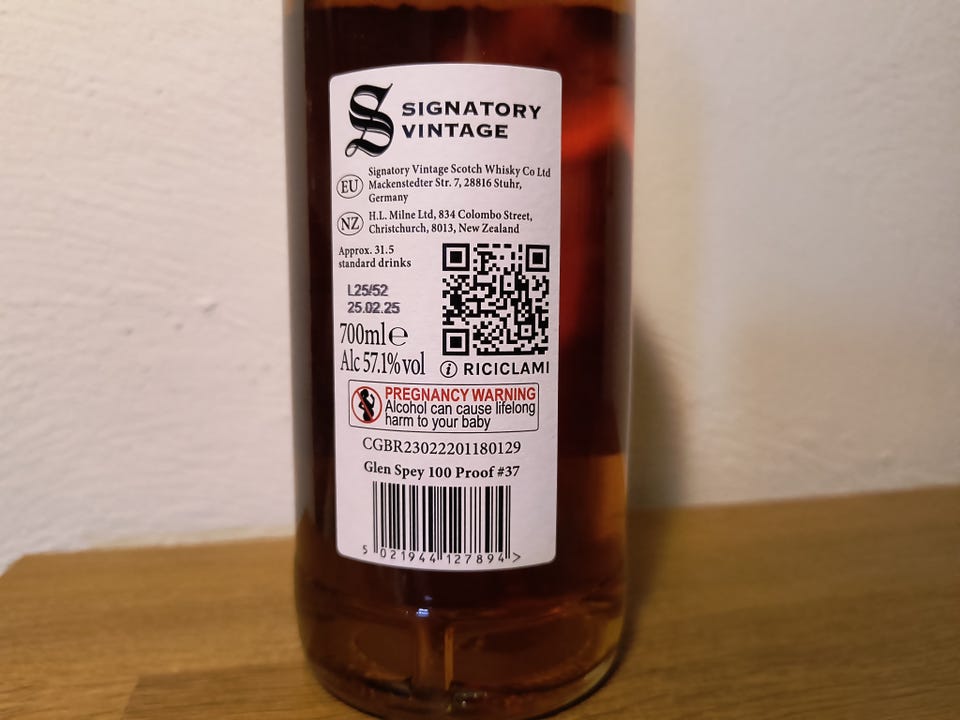 S SIGNATORY
VINTAGE
EU
Signatory Vintage Scotch Whisky Co Ltd
Mackenstedter Str. 7, 28816 Stuhr,
Germany
NZ
H.L. Milne Ltd, 834 Colombo Street,
Christchurch, 8013, New Zealand
Approx. 31.5
standard drinks
L25/52
25.02.25
700ml e
Alc 57.1% vol
i RICICLAMI
PREGNANCY WARNING
Alcohol can cause lifelong
harm to your baby
CGBR23022201180129
Glen Spey 100 Proof #37
5 021944 127894 >